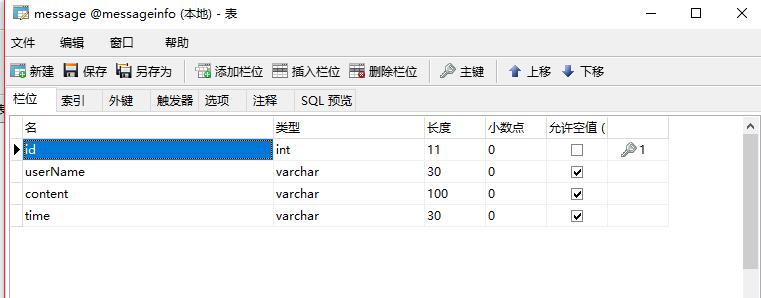 message @messageinfo (本地) - 表
文件 编辑 窗口 帮助
新建 保存 另存为 添加栏位 插入栏位 删除栏位 主键 上移 下移
栏位 索引 外键 触发器 选项 注释 SQL 预览
名 类型 长度 小数点 允许空值 (
id int 11 0 1
userName varchar 30 0
content varchar 100 0
time varchar 30 0